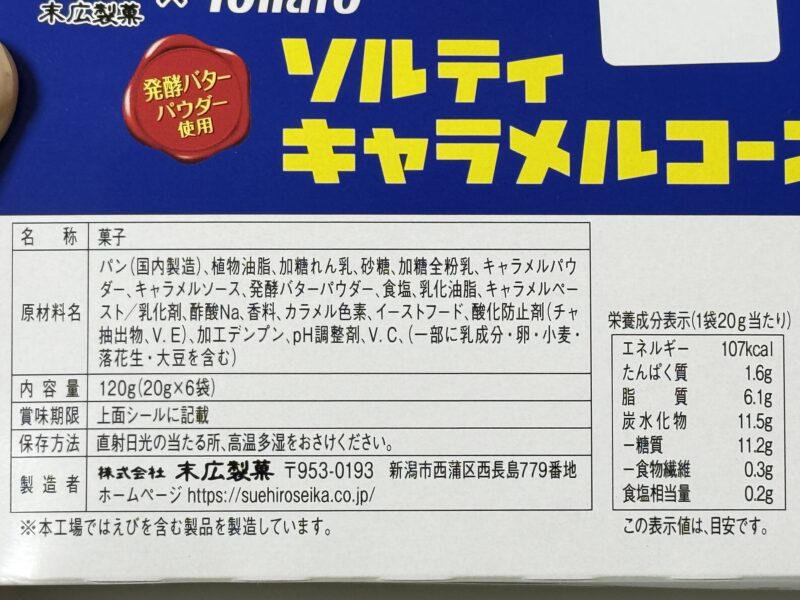 末広製菓 × Tohato
発酵バター
パウダー
使用
ソルティ
キャラメルコー
名称 菓子
原材料名 パン(国内製造)、植物油脂、加糖れん乳、砂糖、加糖全粉乳、キャラメルパウ
ダー、キャラメルソース、発酵バターパウダー、食塩、乳化油脂、キャラメルペー
スト／乳化剤、酢酸Na、香料、カラメル色素、イーストフード、酸化防止剤(チャ
抽出物、V.E)、加工デンプン、pH調整剤、V.C、(一部に乳成分・卵・小麦・
落花生・大豆を含む)
内容量 120g(20g×6袋)
賞味期限 上面シールに記載
保存方法 直射日光の当たる所、高温多湿をおさけください。
製造者 株式会社 末広製菓 〒953-0193 新潟市西蒲区西長島779番地
ホームページ https://suehiroseika.co.jp/
※本工場ではえびを含む製品を製造しています。
栄養成分表示(1袋20g当たり)
エネルギー 107kcal
たんぱく質 1.6g
脂質 6.1g
炭水化物 11.5g
－糖質 11.2g
－食物繊維 0.3g
食塩相当量 0.2g
この表示値は、目安です。